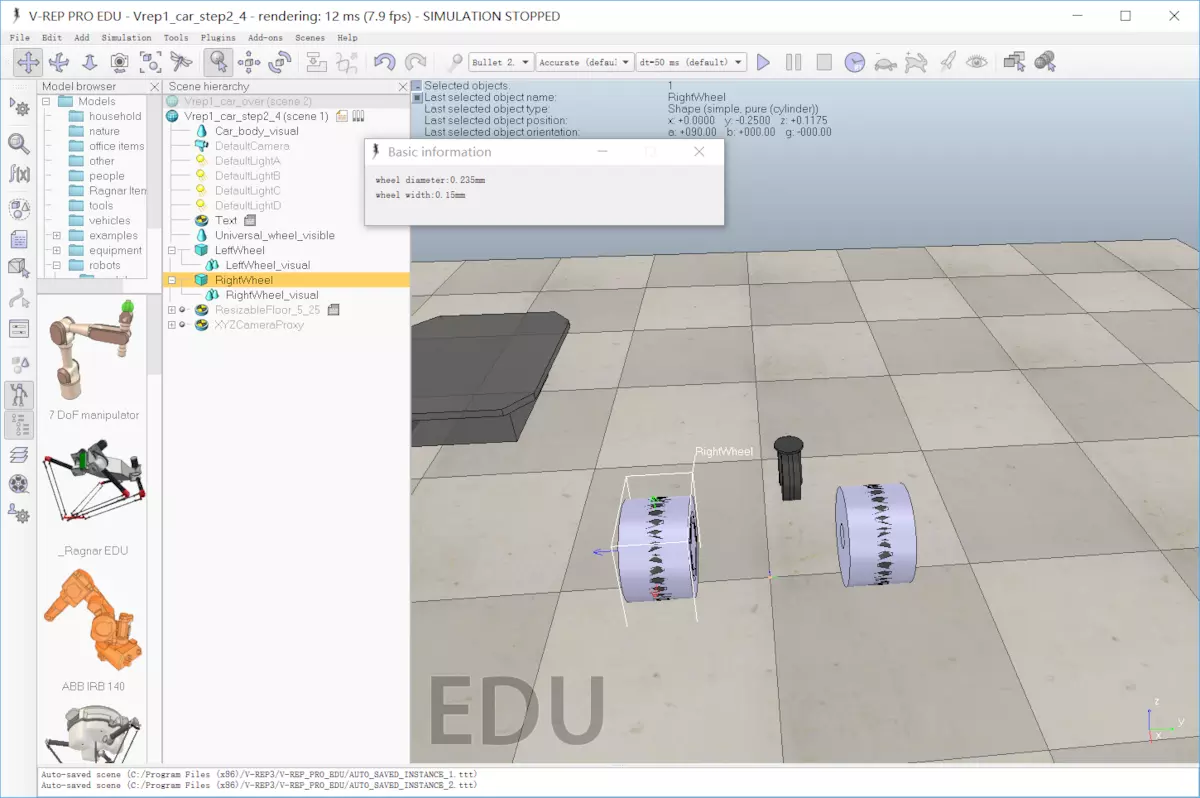 V-REP PRO EDU - Vrep1_car_step2_4 - rendering: 12 ms (7.9 fps) - SIMULATION STOPPED
File Edit Add Simulation Tools Plugins Add-ons Scenes Help
Bullet 2. Accurate (defau dt=50 ms (default)
Model browser
Models
household
nature
office items
other
people
Ragnar Iten
tools
vehicles
examples
equipment
robots
7 DoF manipulator
_Ragnar EDU
ABB IRB 140
Scene hierarchy
Vrep1_car_over (scene 2)
Vrep1_car_step2_4 (scene 1)
Car_body_visual
DefaultCamera
DefaultLightA
DefaultLightB
DefaultLightC
DefaultLightD
Text
Universal_wheel_visible
LeftWheel
LeftWheel_visual
RightWheel
RightWheel_visual
ResizableFloor_5_25
XYZCameraProxy
Selected objects: 1
Last selected object name: RightWheel
Last selected object type: Shape (simple, pure (cylinder))
Last selected object position: x: +0.0000 y: -0.2500 z: +0.1175
Last selected object orientation: a: +090.00 b: +000.00 g: -000.00
Basic information
wheel diameter:0.235mm
wheel width:0.15mm
RightWheel
EDU
z
y
x
Auto-saved scene (C:/Program Files (x86)/V-REP3/V-REP_PRO_EDU/AUTO_SAVED_INSTANCE_1.ttt)
Auto-saved scene (C:/Program Files (x86)/V-REP3/V-REP_PRO_EDU/AUTO_SAVED_INSTANCE_2.ttt)